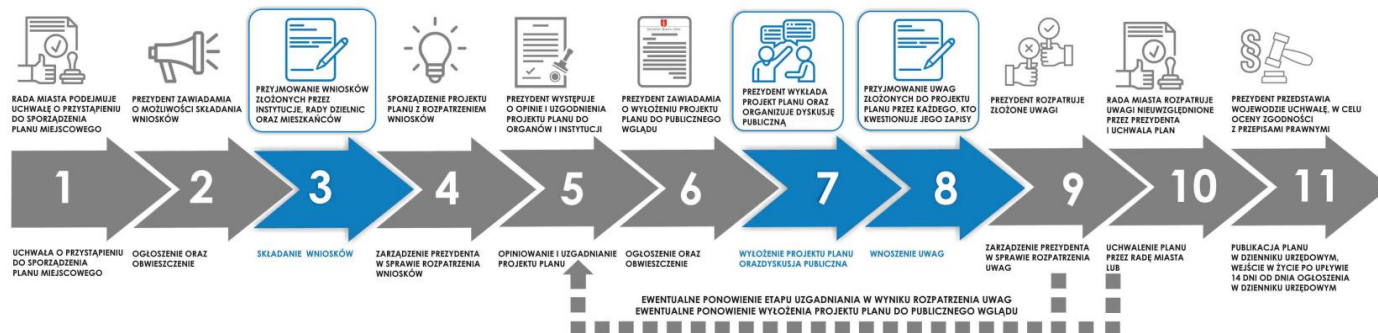 RADA MIASTA PODEJMUJE
UCHWAŁĘ O PRZYSTĄPIENIU
DO SPORZĄDZENIA
PLANU MIEJSCOWEGO
PREZYDENT ZAWIADAMIA
O MOŻLIWOŚCI SKŁADANIA
WNIOSKÓW
PRZYJMOWANIE WNIOSKÓW
ZŁOŻONYCH PRZEZ
INSTYTUCJE, RADY DZIELNIC
ORAZ MIESZKAŃCÓW
SPORZĄDZENIE PROJEKTU
PLANU Z ROZPATRZENIEM
WNIOSKÓW
PREZYDENT WYSTĘPUJE
O OPINIE I UZGODNIENIA
PROJEKTU PLANU DO
ORGANÓW I INSTYTUCJI
PREZYDENT ZAWIADAMIA
O WYŁOŻENIU PROJEKTU
PLANU DO PUBLICZNEGO
WGLĄDU
PREZYDENT WYKŁADA
PROJEKT PLANU ORAZ
ORGANIZUJE DYSKUSJĘ
PUBLICZNĄ
PRZYJMOWANIE UWAG
ZŁOŻONYCH DO PROJEKTU
PLANU PRZEZ KAŻDEGO, KTO
KWESTIONUJE JEGO ZAPISY
PREZYDENT ROZPATRUJE
ZŁOŻONE UWAGI
RADA MIASTA ROZPATRUJE
UWAGI NIEUWZGLĘDNIONE
PRZEZ PREZYDENTA
I UCHWALA PLAN
PREZYDENT PRZEDSTAWIA
WOJEWODZIE UCHWAŁĘ, W CELU
OCENY ZGODNOŚCI
Z PRZEPISAMI PRAWNYMI
1
2
3
4
5
6
7
8
9
10
11
UCHWAŁA O PRZYSTĄPIENIU
DO SPORZĄDZENIA
PLANU MIEJSCOWEGO
OGŁOSZENIE ORAZ
OBWIESZCZENIE
SKŁADANIE WNIOSKÓW
ZARZĄDZENIE PREZYDENTA
W SPRAWIE ROZPATRZENIA
WNIOSKÓW
OPINIOWANIE I UZGADNIANIE
PROJEKTU PLANU
OGŁOSZENIE ORAZ
OBWIESZCZENIE
WYŁOŻENIE PROJEKTU PLANU
ORAZDYSKUSJA PUBLICZNA
WNOSZENIE UWAG
ZARZĄDZENIE PREZYDENTA
W SPRAWIE ROZPATRZENIA
UWAG
UCHWALENIE PLANU
PRZEZ RADĘ MIASTA
LUB
PUBLIKACJA PLANU
W DZIENNIKU URZĘDOWYM,
WEJŚCIE W ŻYCIE PO UPŁYWIE
14 DNI OD DNIA OGŁOSZENIA
W DZIENNIKU URZĘDOWYM
EWENTUALNE PONOWIENIE ETAPU UZGADNIANIA W WYNIKU ROZPATRZENIA UWAG
EWENTUALNE PONOWIENIE WYŁOŻENIA PROJEKTU PLANU DO PUBLICZNEGO WGLĄDU